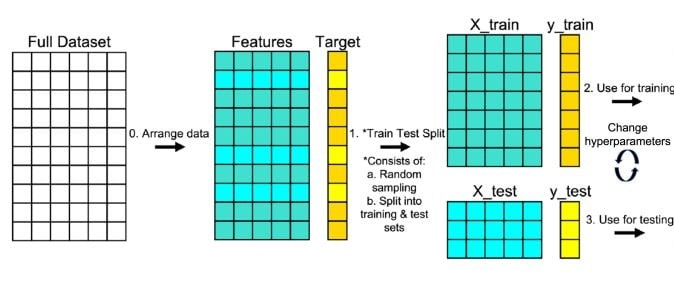 Full Dataset
0. Arrange data
Features
Target
1. *Train Test Split
*Consists of:
a. Random
sampling
b. Split into
training & test
sets
X_train
y_train
2. Use for training
Change
hyperparameters
X_test
y_test
3. Use for testing